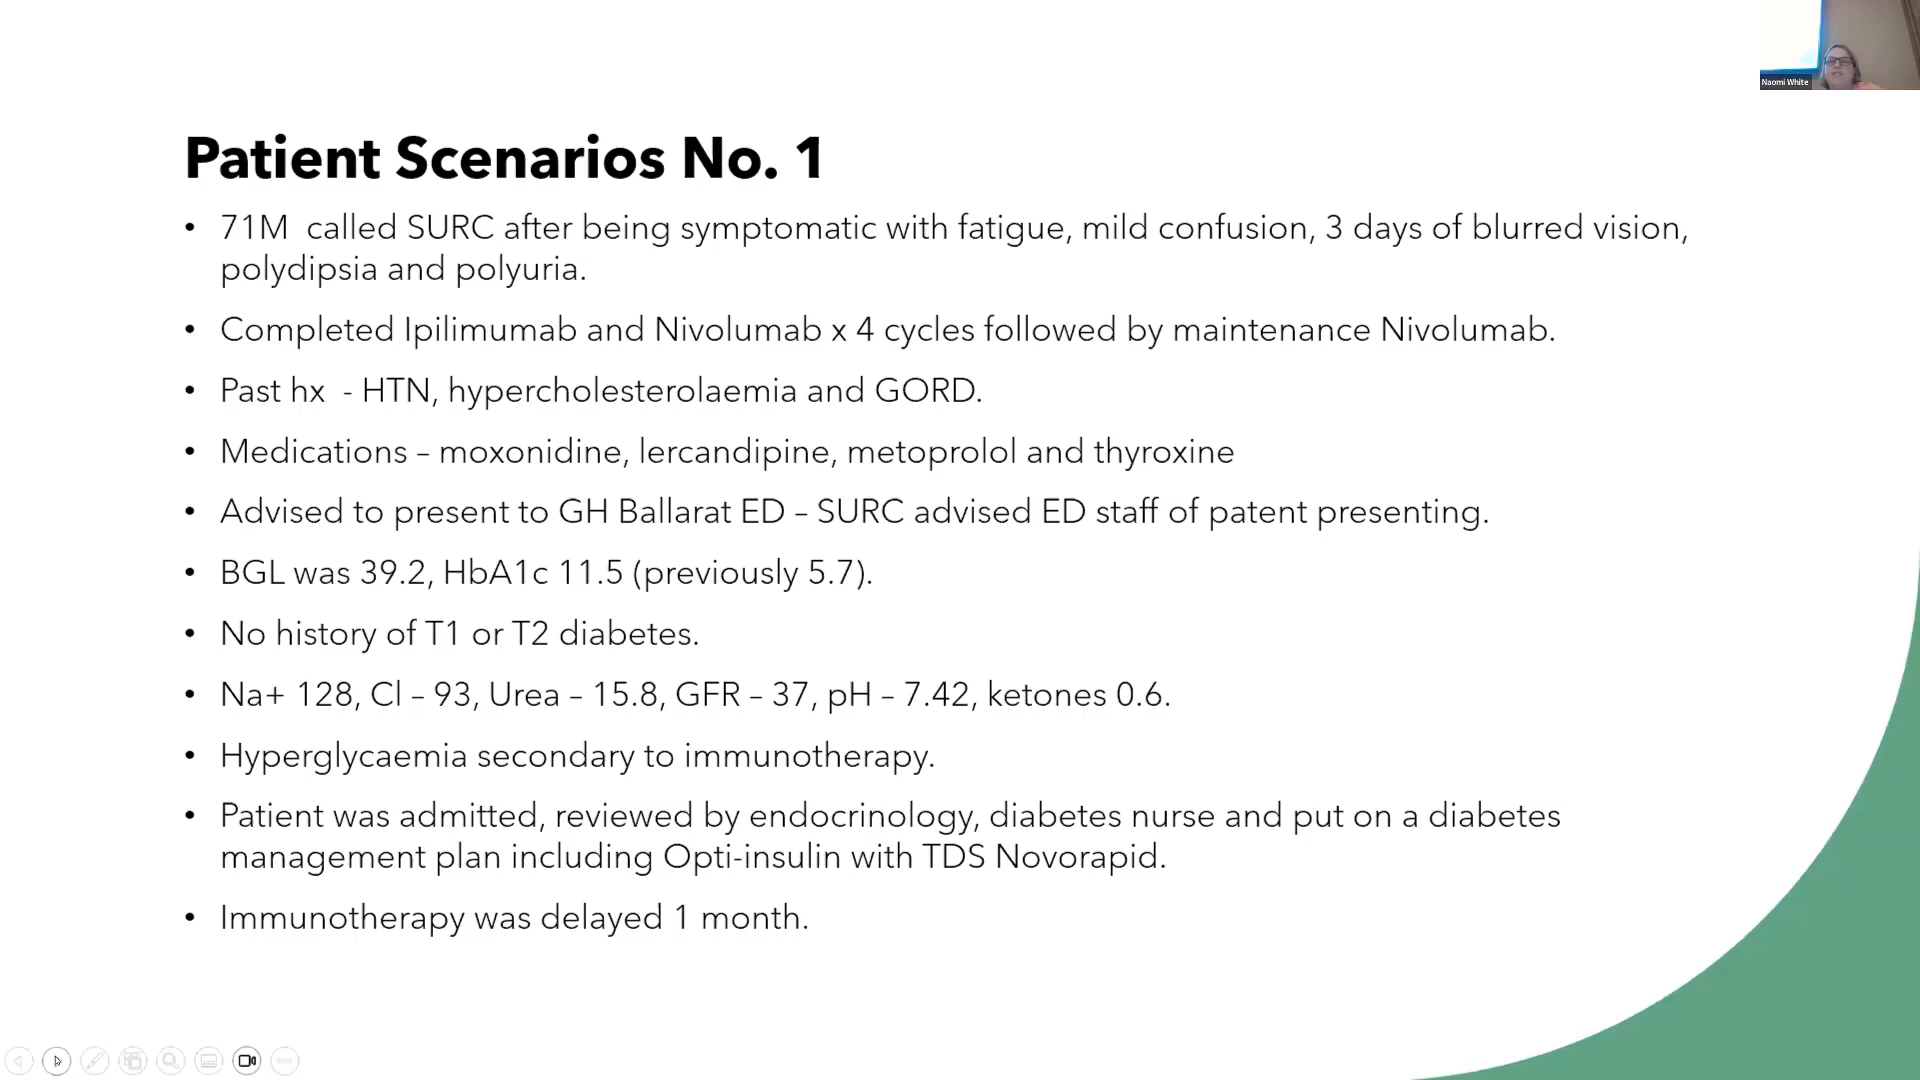 Naomi White
Patient Scenarios No. 1
• 71M called SURC after being symptomatic with fatigue, mild confusion, 3 days of blurred vision,
polydipsia and polyuria.
• Completed Ipilimumab and Nivolumab x 4 cycles followed by maintenance Nivolumab.
• Past hx - HTN, hypercholesterolaemia and GORD.
• Medications – moxonidine, lercandipine, metoprolol and thyroxine
• Advised to present to GH Ballarat ED – SURC advised ED staff of patent presenting.
• BGL was 39.2, HbA1c 11.5 (previously 5.7).
• No history of T1 or T2 diabetes.
• Na+ 128, Cl – 93, Urea – 15.8, GFR – 37, pH – 7.42, ketones 0.6.
• Hyperglycaemia secondary to immunotherapy.
• Patient was admitted, reviewed by endocrinology, diabetes nurse and put on a diabetes
management plan including Opti-insulin with TDS Novorapid.
• Immunotherapy was delayed 1 month.